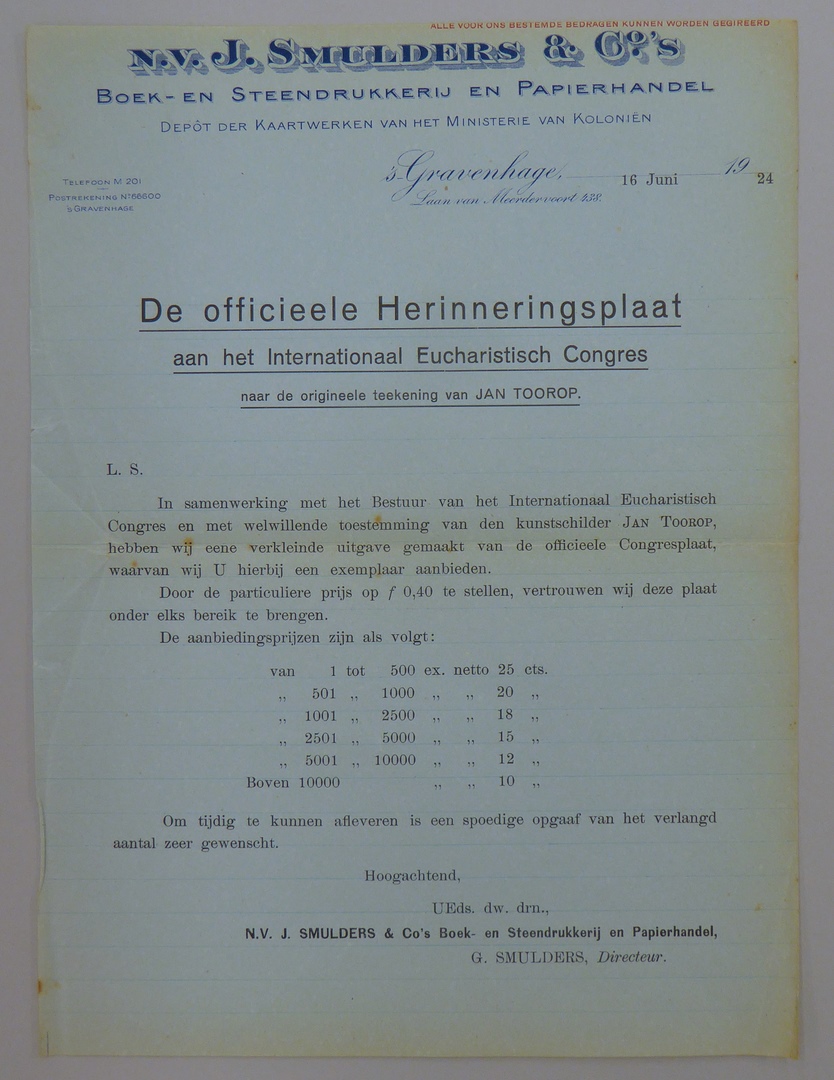 ALLE VOOR ONS BESTEMDE BEDRAGEN KUNNEN WORDEN GEGIREERD
N.V. J. SMULDERS & Co.'s
BOEK- EN STEENDRUKKERIJ EN PAPIERHANDEL
DEPÔT DER KAARTWERKEN VAN HET MINISTERIE VAN KOLONIËN
TELEFOON M 201
POSTREKENING No 66600
'S GRAVENHAGE
's-Gravenhage, 16 Juni 1924
Laan van Meerdervoort 438.
De officieele Herinneringsplaat
aan het Internationaal Eucharistisch Congres
naar de origineele teekening van JAN TOOROP.
L. S.
In samenwerking met het Bestuur van het Internationaal Eucharistisch
Congres en met welwillende toestemming van den kunstschilder JAN TOOROP,
hebben wij eene verkleinde uitgave gemaakt van de officieele Congresplaat,
waarvan wij U hierbij een exemplaar aanbieden.
Door de particuliere prijs op f 0,40 te stellen, vertrouwen wij deze plaat
onder elks bereik te brengen.
De aanbiedingsprijzen zijn als volgt:
van 1 tot 500 ex. netto 25 cts.
„ 501 „ 1000 „ „ 20 „
„ 1001 „ 2500 „ „ 18 „
„ 2501 „ 5000 „ „ 15 „
„ 5001 „ 10000 „ „ 12 „
Boven 10000 „ „ 10 „
Om tijdig te kunnen afleveren is een spoedige opgaaf van het verlangd
aantal zeer gewenscht.
Hoogachtend,
UEds. dw. drn.,
N.V. J. SMULDERS & Co's Boek- en Steendrukkerij en Papierhandel,
G. SMULDERS, Directeur.